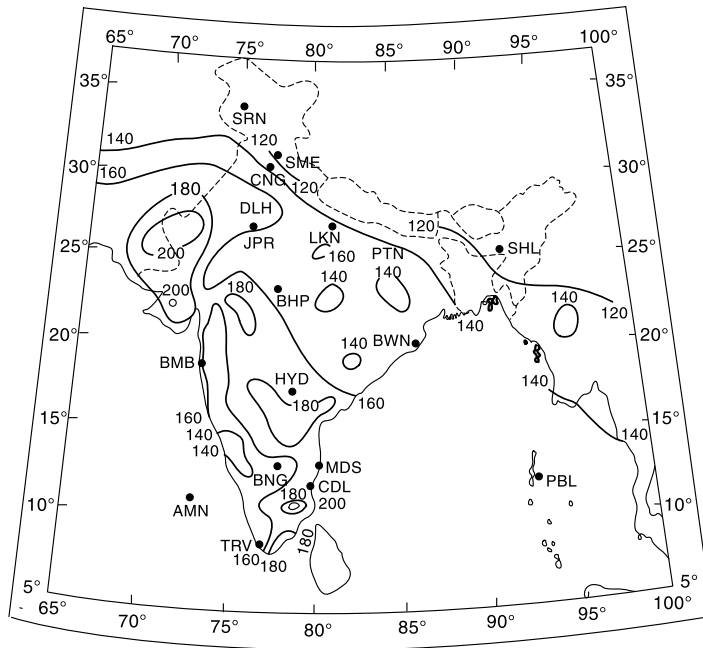 65° 70° 75° 80° 85° 90° 95° 100°
35° 35°
SRN
140 120
SME
160 30° CNG 120 30°
180
DLH
120
JPR LKN 160 PTN SHL
25° 200 25°
200 180 140 140 140
BHP
120
140
20° 140 BWN 20°
BMB
HYD 140
160 180 160
15° 140 15°
140
140
BNG MDS
180 CDL PBL
10° AMN 200 10°
TRV 180
160 180
5° 5°
65° 70° 75° 80° 85° 90° 95° 100°